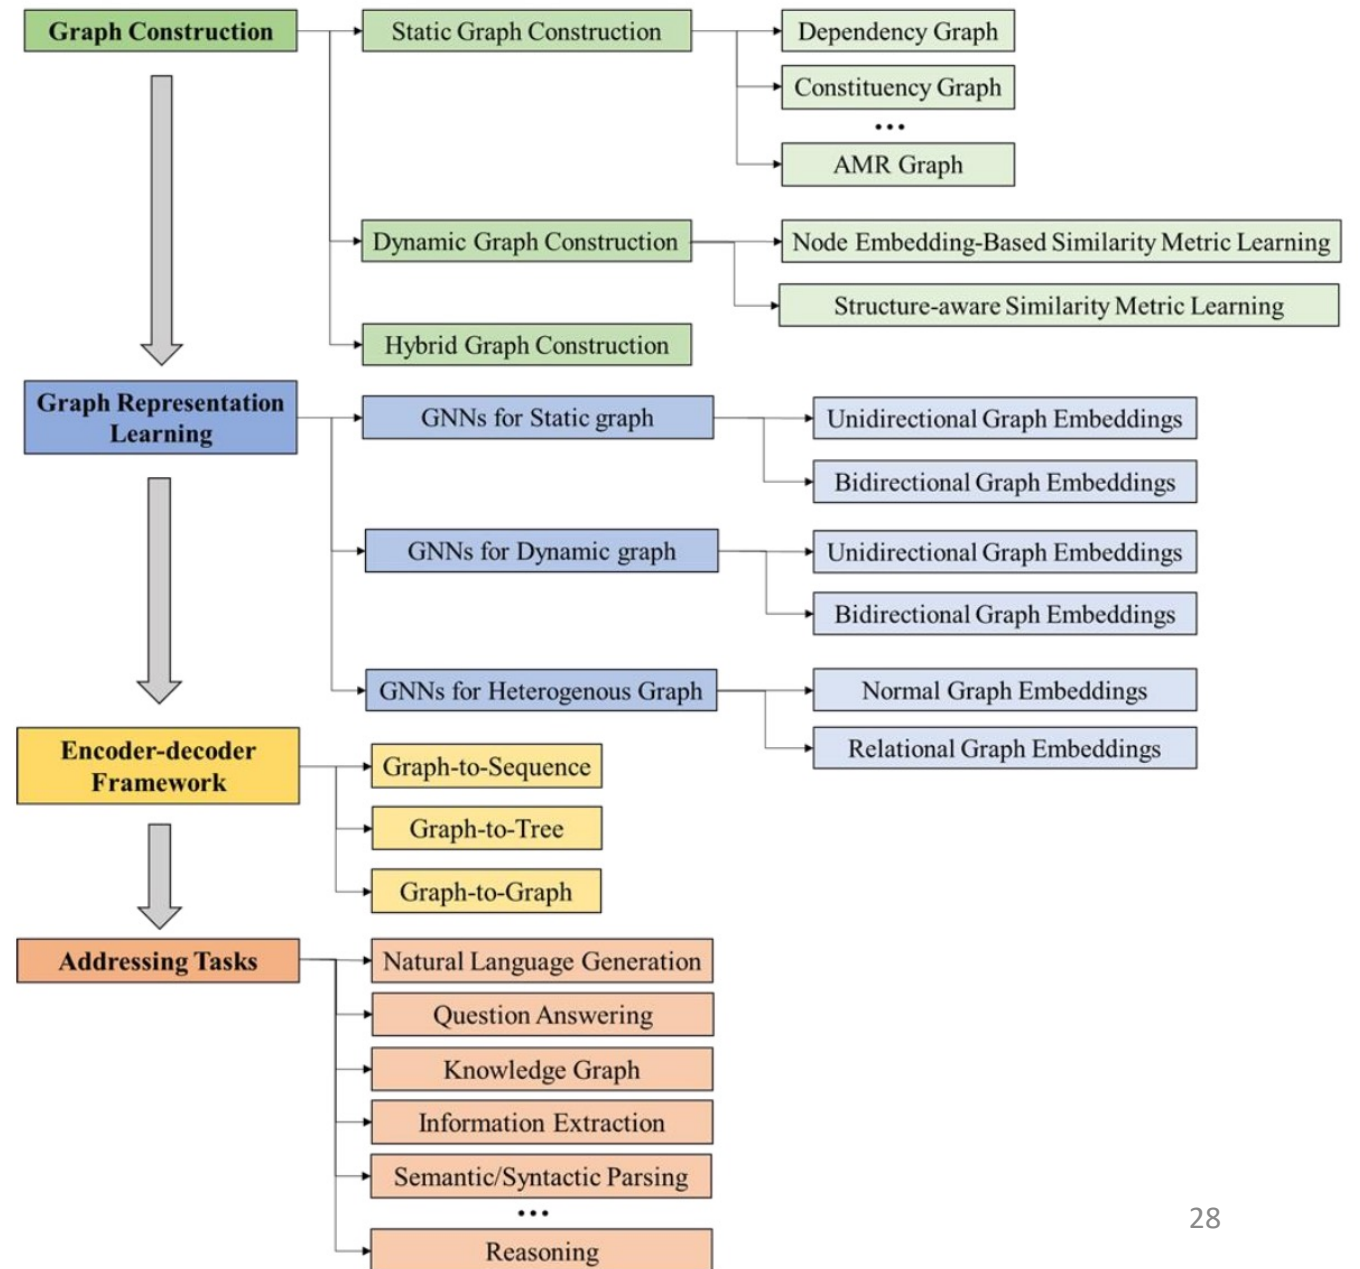 Graph Construction
Static Graph Construction
Dependency Graph
Constituency Graph
...
AMR Graph
Dynamic Graph Construction
Node Embedding-Based Similarity Metric Learning
Structure-aware Similarity Metric Learning
Hybrid Graph Construction
Graph Representation
Learning
GNNs for Static graph
Unidirectional Graph Embeddings
Bidirectional Graph Embeddings
GNNs for Dynamic graph
Unidirectional Graph Embeddings
Bidirectional Graph Embeddings
GNNs for Heterogenous Graph
Normal Graph Embeddings
Relational Graph Embeddings
Encoder-decoder
Framework
Graph-to-Sequence
Graph-to-Tree
Graph-to-Graph
Addressing Tasks
Natural Language Generation
Question Answering
Knowledge Graph
Information Extraction
Semantic/Syntactic Parsing
...
Reasoning
28